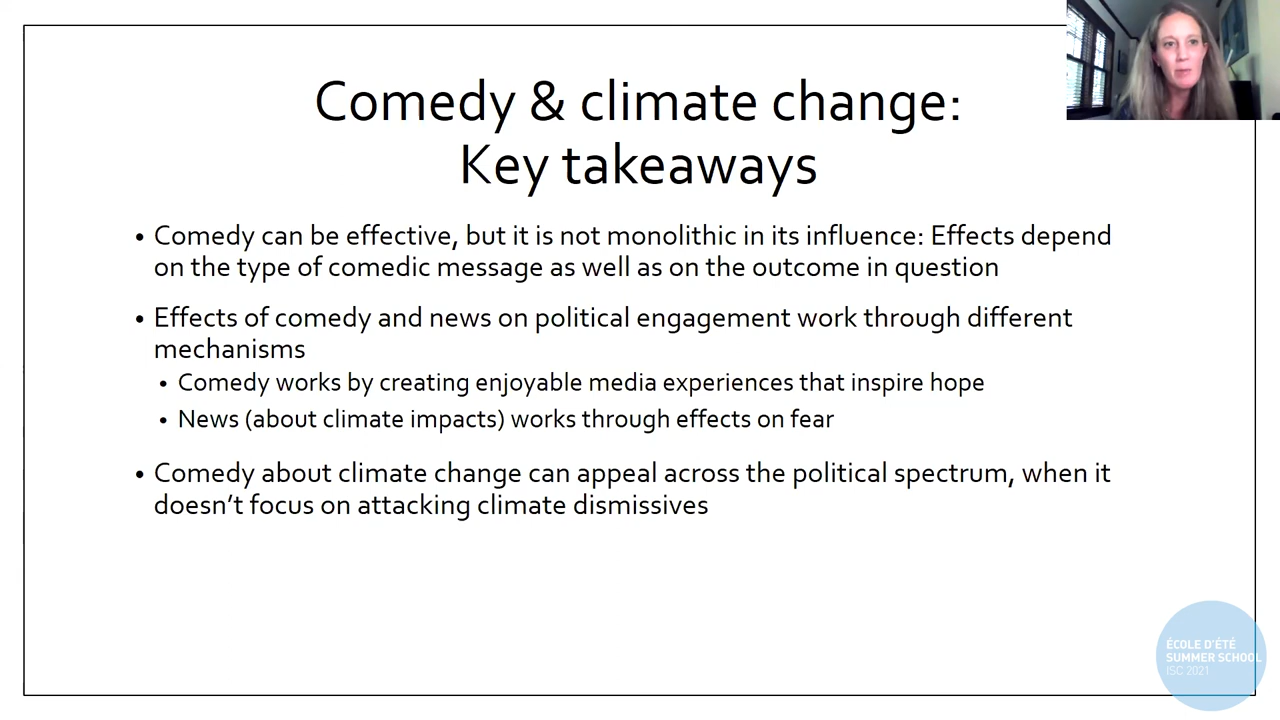 Comedy & climate change:
Key takeaways
• Comedy can be effective, but it is not monolithic in its influence: Effects depend
on the type of comedic message as well as on the outcome in question
• Effects of comedy and news on political engagement work through different
mechanisms
• Comedy works by creating enjoyable media experiences that inspire hope
• News (about climate impacts) works through effects on fear
• Comedy about climate change can appeal across the political spectrum, when it
doesn’t focus on attacking climate dismissives
ÉCOLE D'ÉTÉ
SUMMER SCHOOL
ISC 2021